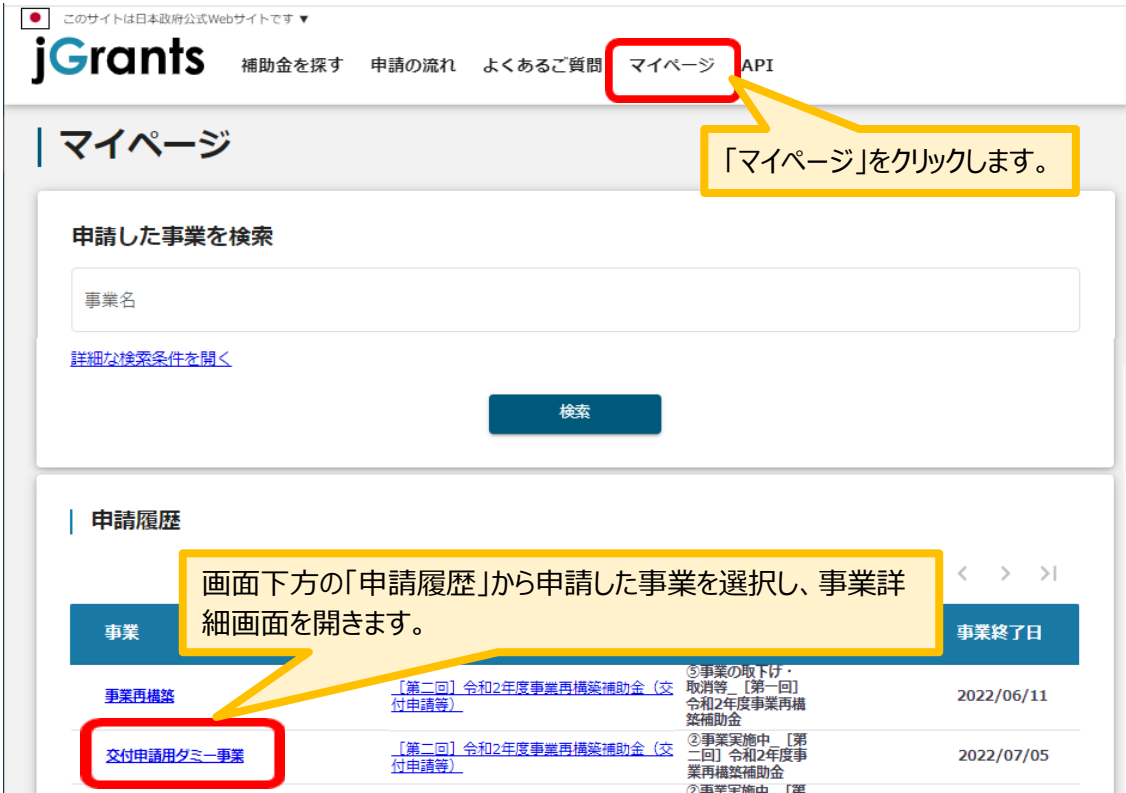 このサイトは日本政府公式Webサイトです ▼
jGrants 補助金を探す 申請の流れ よくあるご質問 マイページ API
マイページ
「マイページ」をクリックします。
申請した事業を検索
事業名
詳細な検索条件を開く
検索
申請履歴
画面下方の「申請履歴」から申請した事業を選択し、事業詳
細画面を開きます。
事業 事業終了日
事業再構築
[第二回] 令和2年度事業再構築補助金(交
付申請等)
⑤事業の取下げ・
取消等_[第一回]
令和2年度事業再構
築補助金
2022/06/11
交付申請用ダミー事業
[第二回] 令和2年度事業再構築補助金(交
付申請等)
②事業実施中_[第
二回] 令和2年度事
業再構築補助金
2022/07/05